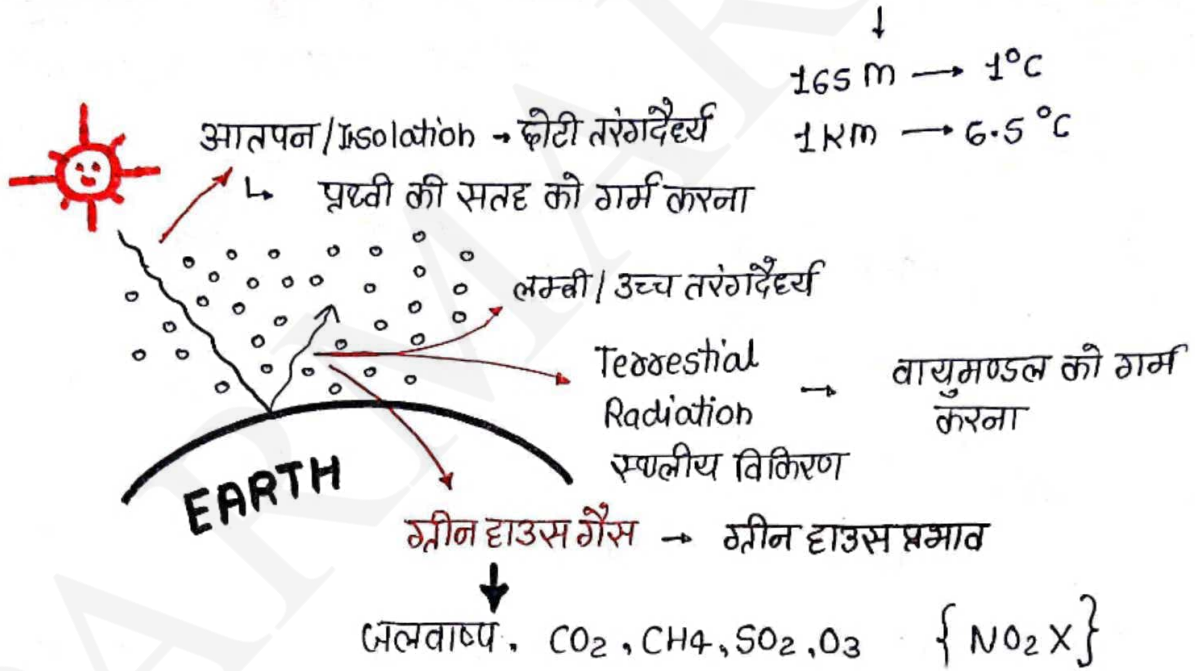 ↓
165 m → 1°C
1 Km → 6.5 °C
आतपन/Insolation → छोटी तरंगदैर्ध्य
↳ पृथ्वी की सतह को गर्म करना
लम्बी / उच्च तरंगदैर्ध्य
Terrestial
Radiation
स्थलीय विकिरण
→ वायुमण्डल को गर्म
करना
EARTH
ग्रीन हाउस गैस → ग्रीन हाउस प्रभाव
↓
जलवाष्प, CO2, CH4, SO2, O3 { NO2 X}